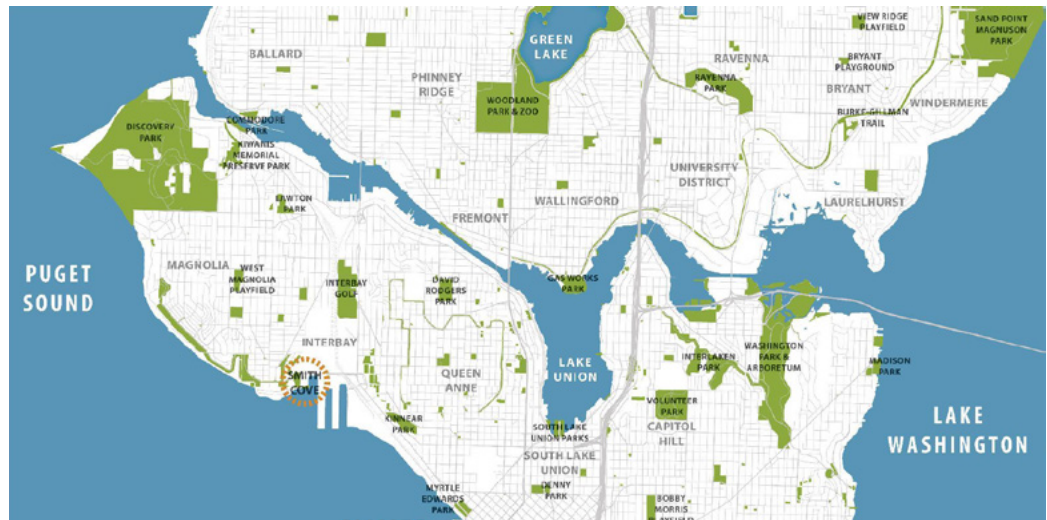 GREEN
LAKE
VIEW RIDGE
PLAYFIELD
SAND POINT
MAGNUSON
PARK
BALLARD
PHINNEY
RIDGE
RAVENNA
BRYANT
PLAYGROUND
RAVENNA
PARK
BRYANT
WOODLAND
PARK & ZOO
WINDERMERE
BURKE-GILMAN
TRAIL
DISCOVERY
PARK
COMMODORE
PARK
KIWANIS
MEMORIAL
PRESERVE PARK
UNIVERSITY
DISTRICT
LAWTON
PARK
WALLINGFORD
LAURELHURST
FREMONT
PUGET
SOUND
MAGNOLIA
WEST
MAGNOLIA
PLAYFIELD
INTERBAY
GOLF
DAVID
RODGERS
PARK
GAS WORKS
PARK
INTERBAY
SMITH
COVE
QUEEN
ANNE
LAKE
UNION
INTERLAKEN
PARK
WASHINGTON
PARK &
ARBORETUM
MADISON
PARK
VOLUNTEER
PARK
CAPITOL
HILL
LAKE
WASHINGTON
KINNEAR
PARK
SOUTH LAKE
UNION PARKS
SOUTH LAKE
UNION
DENNY
PARK
MYRTLE
EDWARDS
PARK
BOBBY
MORRIS
PLAYFIELD